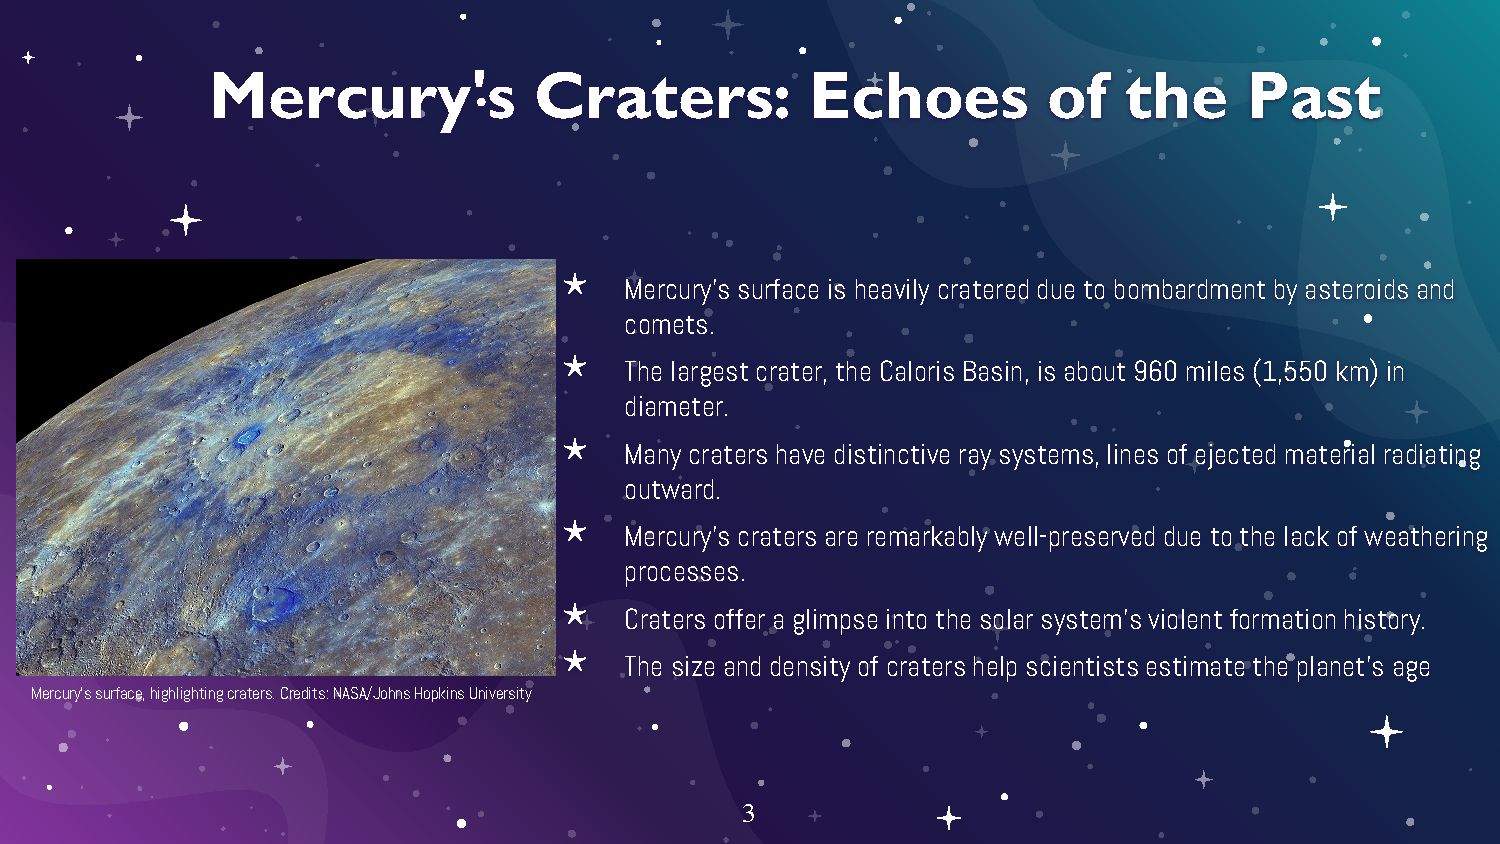 Mercury's Craters: Echoes of the Past
Mercury's surface is heavily cratered due to bombardment by asteroids and
comets.
The largest crater, the Caloris Basin, is about 960 miles (1,550 km) in
diameter.
Many craters have distinctive ray systems, lines of ejected material radiating
outward.
Mercury's craters are remarkably well-preserved due to the lack of weathering
processes.
Craters offer a glimpse into the solar system's violent formation history.
The size and density of craters help scientists estimate the planet's age
Mercury's surface, highlighting craters. Credits: NASA/Johns Hopkins University
3